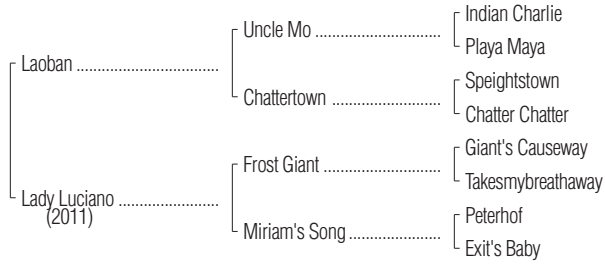 Indian Charlie
Uncle Mo ....................................
Playa Maya
Laoban ..................................
Speightstown
Chattertown ...............................
Chatter Chatter
Giant's Causeway
Frost Giant .................................
Takesmybreathaway
Lady Luciano ........................
(2011)
Peterhof
Miriam's Song ......................
Exit's Baby